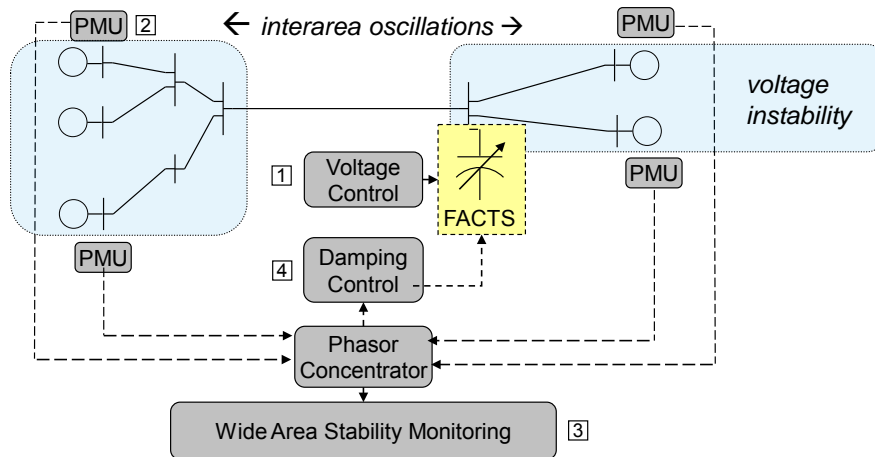 PMU 2
← interarea oscillations →
PMU
voltage
instability
1
Voltage
Control
FACTS
PMU
PMU
4
Damping
Control
Phasor
Concentrator
Wide Area Stability Monitoring 3